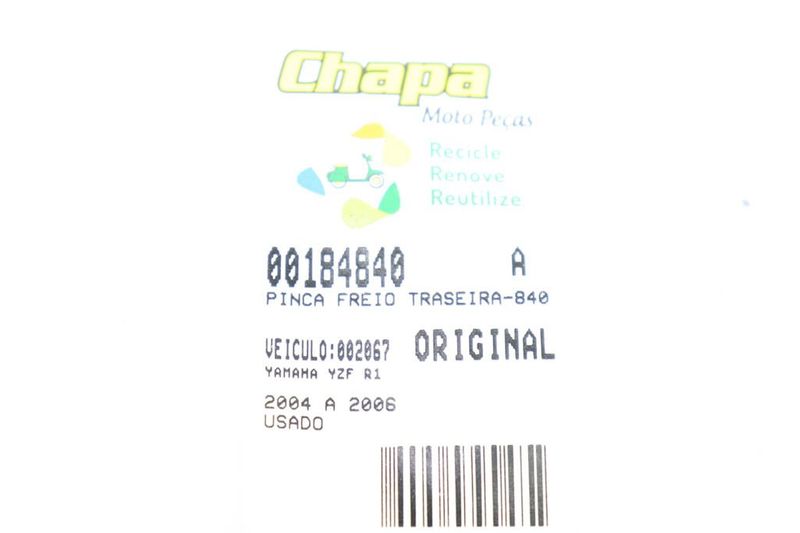 Chapa
Moto Peças
Recicle
Renove
Reutilize
00184840 A
PINCA FREIO TRASEIRA-840
VEICULO:002067 ORIGINAL
YAMAHA YZF R1
2004 A 2006
USADO